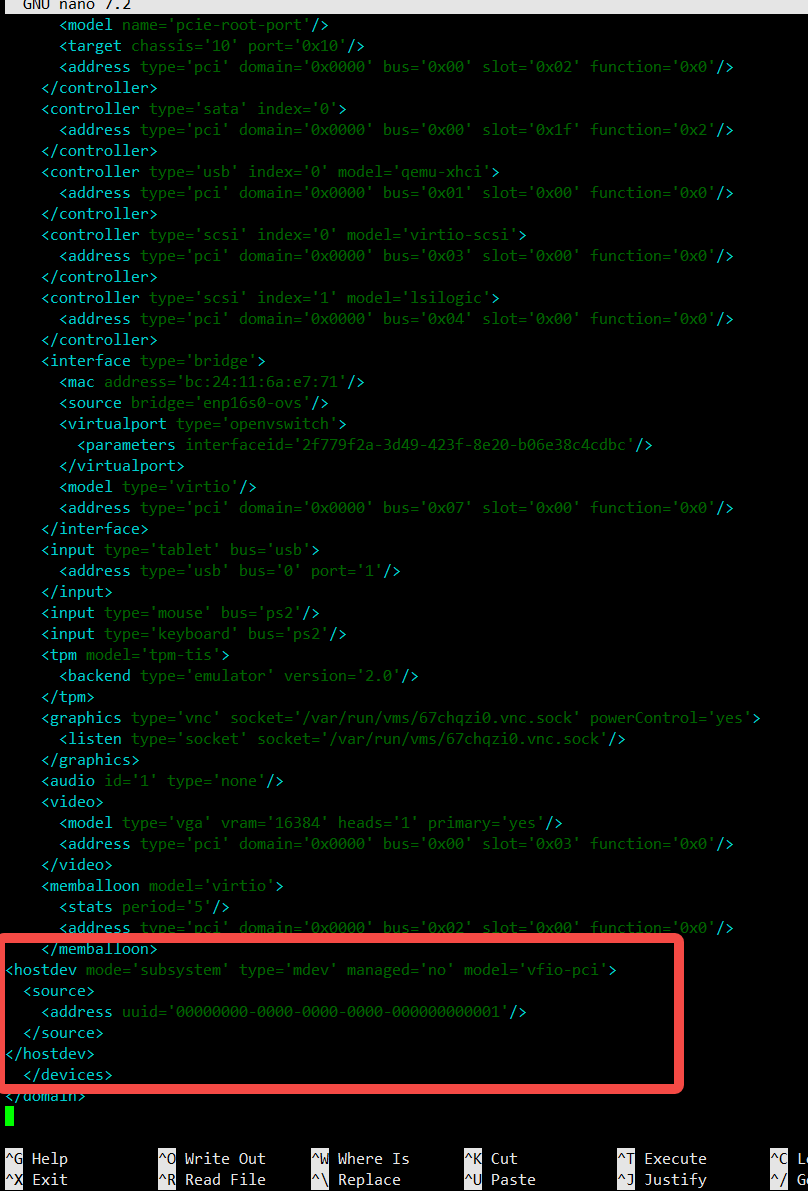 GNU nano 7.2
<model name='pcie-root-port'/>
<target chassis='10' port='0x10'/>
<address type='pci' domain='0x0000' bus='0x00' slot='0x02' function='0x0'/>
</controller>
<controller type='sata' index='0'>
<address type='pci' domain='0x0000' bus='0x00' slot='0x1f' function='0x2'/>
</controller>
<controller type='usb' index='0' model='qemu-xhci'>
<address type='pci' domain='0x0000' bus='0x01' slot='0x00' function='0x0'/>
</controller>
<controller type='scsi' index='0' model='virtio-scsi'>
<address type='pci' domain='0x0000' bus='0x03' slot='0x00' function='0x0'/>
</controller>
<controller type='scsi' index='1' model='lsilogic'>
<address type='pci' domain='0x0000' bus='0x04' slot='0x00' function='0x0'/>
</controller>
<interface type='bridge'>
<mac address='bc:24:11:6a:e7:71'/>
<source bridge='enp16s0-ovs'/>
<virtualport type='openvswitch'>
<parameters interfaceid='2f779f2a-3d49-423f-8e20-b06e38c4cdbc'/>
</virtualport>
<model type='virtio'/>
<address type='pci' domain='0x0000' bus='0x07' slot='0x00' function='0x0'/>
</interface>
<input type='tablet' bus='usb'>
<address type='usb' bus='0' port='1'/>
</input>
<input type='mouse' bus='ps2'/>
<input type='keyboard' bus='ps2'/>
<tpm model='tpm-tis'>
<backend type='emulator' version='2.0'/>
</tpm>
<graphics type='vnc' socket='/var/run/vms/67chqzi0.vnc.sock' powerControl='yes'>
<listen type='socket' socket='/var/run/vms/67chqzi0.vnc.sock'/>
</graphics>
<audio id='1' type='none'/>
<video>
<model type='vga' vram='16384' heads='1' primary='yes'/>
<address type='pci' domain='0x0000' bus='0x00' slot='0x03' function='0x0'/>
</video>
<memballoon model='virtio'>
<stats period='5'/>
<address type='pci' domain='0x0000' bus='0x02' slot='0x00' function='0x0'/>
</memballoon>
<hostdev mode='subsystem' type='mdev' managed='no' model='vfio-pci'>
<source>
<address uuid='00000000-0000-0000-0000-000000000001'/>
</source>
</hostdev>
</devices>
</domain>
^G Help ^O Write Out ^W Where Is ^K Cut ^T Execute ^C
^X Exit ^R Read File ^\ Replace ^U Paste ^J Justify ^/